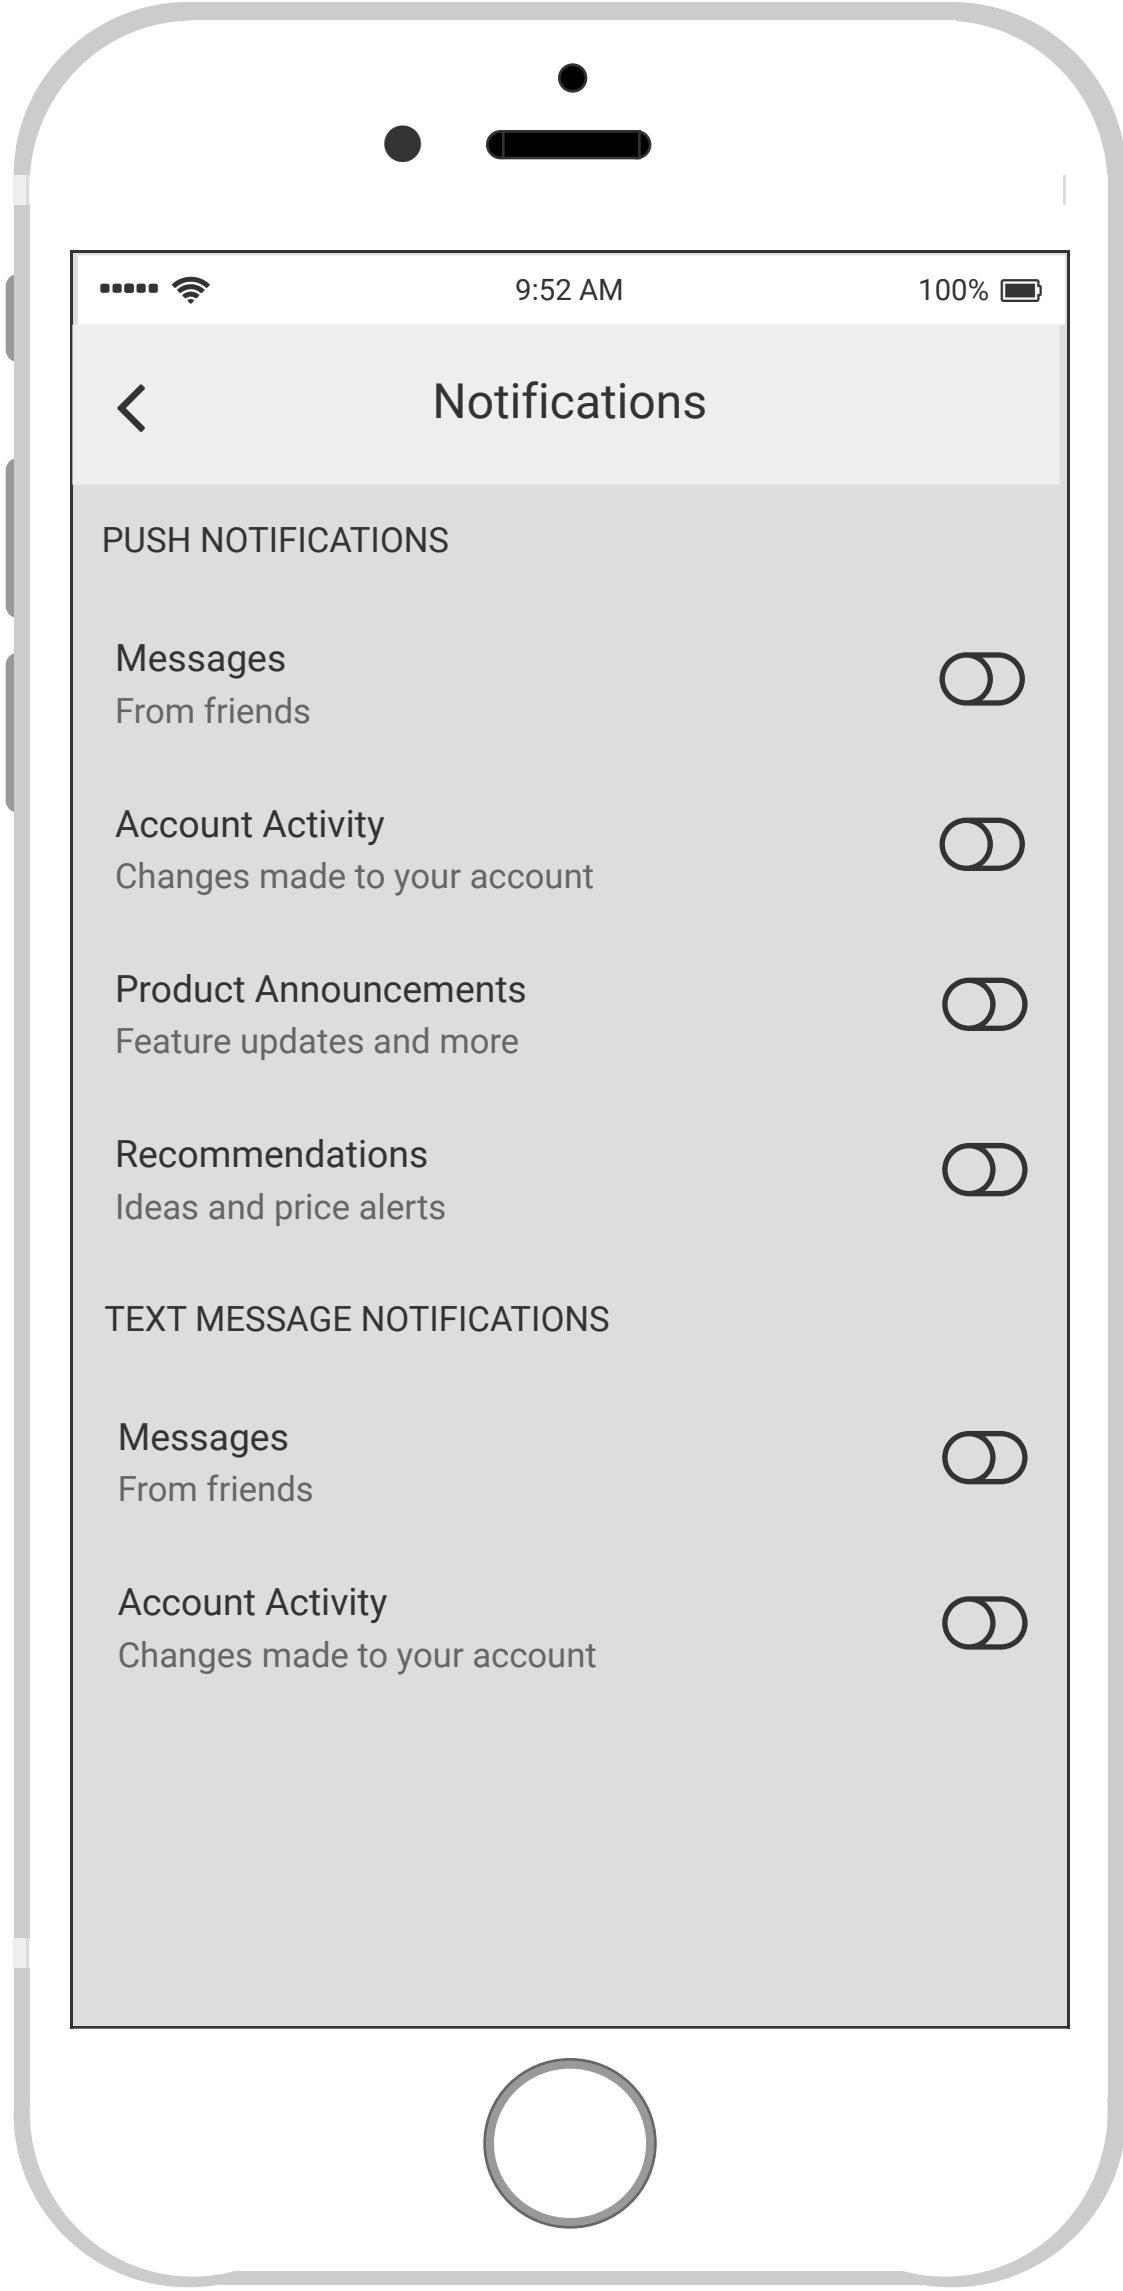 9:52 AM 100%
Notifications
PUSH NOTIFICATIONS
Messages
From friends
Account Activity
Changes made to your account
Product Announcements
Feature updates and more
Recommendations
Ideas and price alerts
TEXT MESSAGE NOTIFICATIONS
Messages
From friends
Account Activity
Changes made to your account